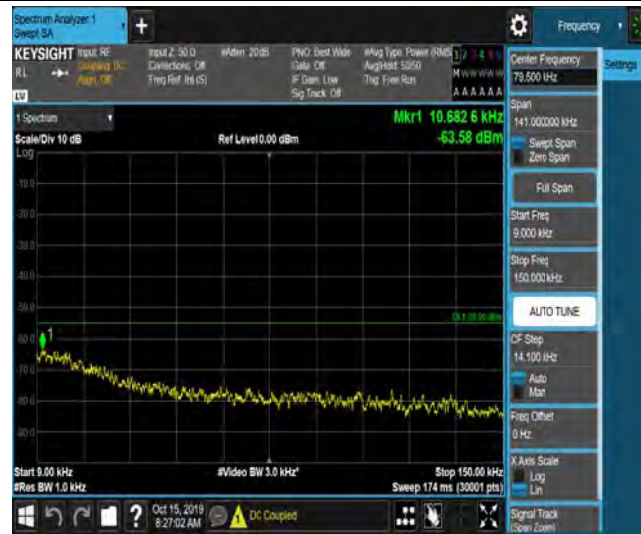 Spectrum Analyzer 1
Swept SA
+
Frequency
KEYSIGHT
RL
Input: RF
Coupling: DC
Align: Off
Input Z: 50 Ω
Corrections: Off
Freq Ref: Int (S)
#Atten: 20 dB
PNO: Best Wide
Gate: Off
IF Gain: Low
Sig Track: Off
#Avg Type: Power (RMS
Avg|Hold: 50/50
Trig: Free Run
M W W W W W
A A A A A A
LV
1 Spectrum
Scale/Div 10 dB
Ref Level 0.00 dBm
Mkr1 10.682 6 kHz
-63.58 dBm
Log
-10.0
-20.0
-30.0
-40.0
-50.0
-60.0
-70.0
-80.0
-90.0
1
Start 9.00 kHz
#Res BW 1.0 kHz
#Video BW 3.0 kHz*
Stop 150.00 kHz
Sweep 174 ms (30001 pts)
?
Oct 15, 2019
8:27:02 AM
DC Coupled
Center Frequency
79.500 kHz
Settings
Span
141.000000 kHz
Swept Span
Zero Span
Full Span
Start Freq
9.000 kHz
Stop Freq
150.000 kHz
AUTO TUNE
CF Step
14.100 kHz
Auto
Man
Freq Offset
0 Hz
X Axis Scale
Log
Lin
Signal Track
(Span Zoom)